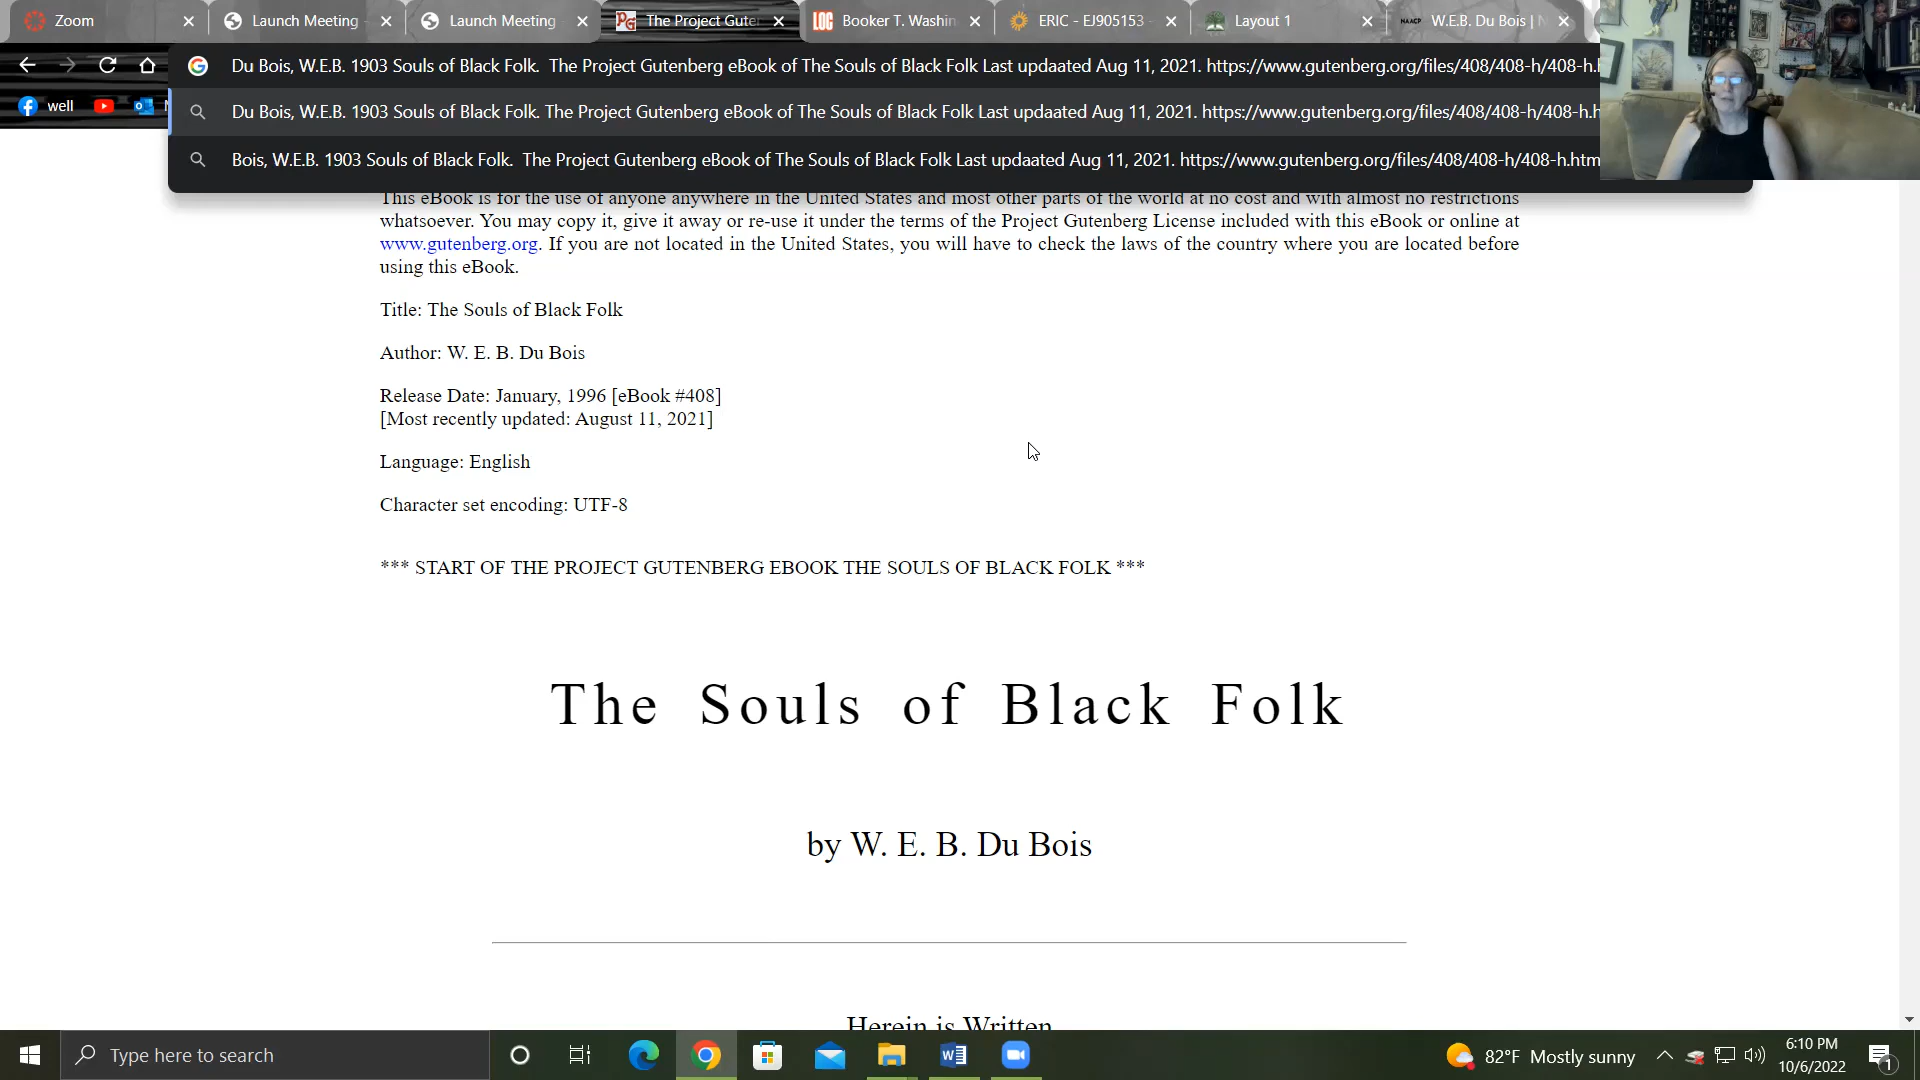 Zoom
Launch Meeting
Launch Meeting
The Project Gute
Booker T. Washin
ERIC - EJ905153
Layout 1
NAACP W.E.B. Du Bois |
Du Bois, W.E.B. 1903 Souls of Black Folk.  The Project Gutenberg eBook of The Souls of Black Folk Last updaated Aug 11, 2021. https://www.gutenberg.org/files/408/408-h/408-h.
well
Du Bois, W.E.B. 1903 Souls of Black Folk. The Project Gutenberg eBook of The Souls of Black Folk Last updaated Aug 11, 2021. https://www.gutenberg.org/files/408/408-h/408-h.h
Bois, W.E.B. 1903 Souls of Black Folk.  The Project Gutenberg eBook of The Souls of Black Folk Last updaated Aug 11, 2021. https://www.gutenberg.org/files/408/408-h/408-h.htm
This eBook is for the use of anyone anywhere in the United States and most other parts of the world at no cost and with almost no restrictions
whatsoever. You may copy it, give it away or re-use it under the terms of the Project Gutenberg License included with this eBook or online at
www.gutenberg.org. If you are not located in the United States, you will have to check the laws of the country where you are located before
using this eBook.
Title: The Souls of Black Folk
Author: W. E. B. Du Bois
Release Date: January, 1996 [eBook #408]
[Most recently updated: August 11, 2021]
Language: English
Character set encoding: UTF-8
*** START OF THE PROJECT GUTENBERG EBOOK THE SOULS OF BLACK FOLK ***
The Souls of Black Folk
by W. E. B. Du Bois
Herein is Written
Type here to search
82°F Mostly sunny
6:10 PM
10/6/2022
1